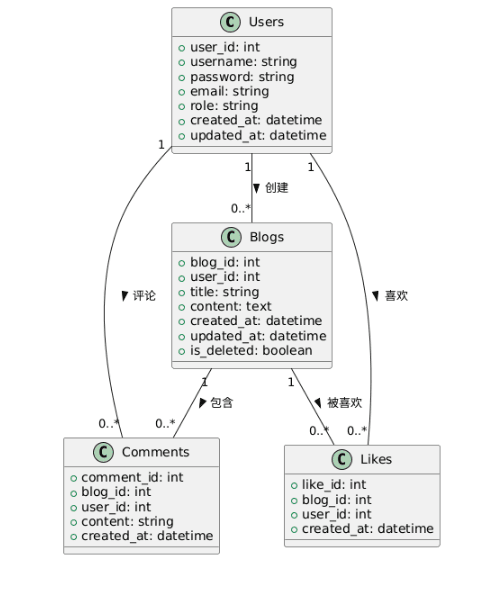 C Users
user_id: int
username: string
password: string
email: string
role: string
created_at: datetime
updated_at: datetime
1
1
1
评论
创建
喜欢
0..*
C Blogs
blog_id: int
user_id: int
title: string
content: text
created_at: datetime
updated_at: datetime
is_deleted: boolean
1
1
包含
被喜欢
0..*
0..*
0..*
0..*
C Comments
comment_id: int
blog_id: int
user_id: int
content: string
created_at: datetime
C Likes
like_id: int
blog_id: int
user_id: int
created_at: datetime